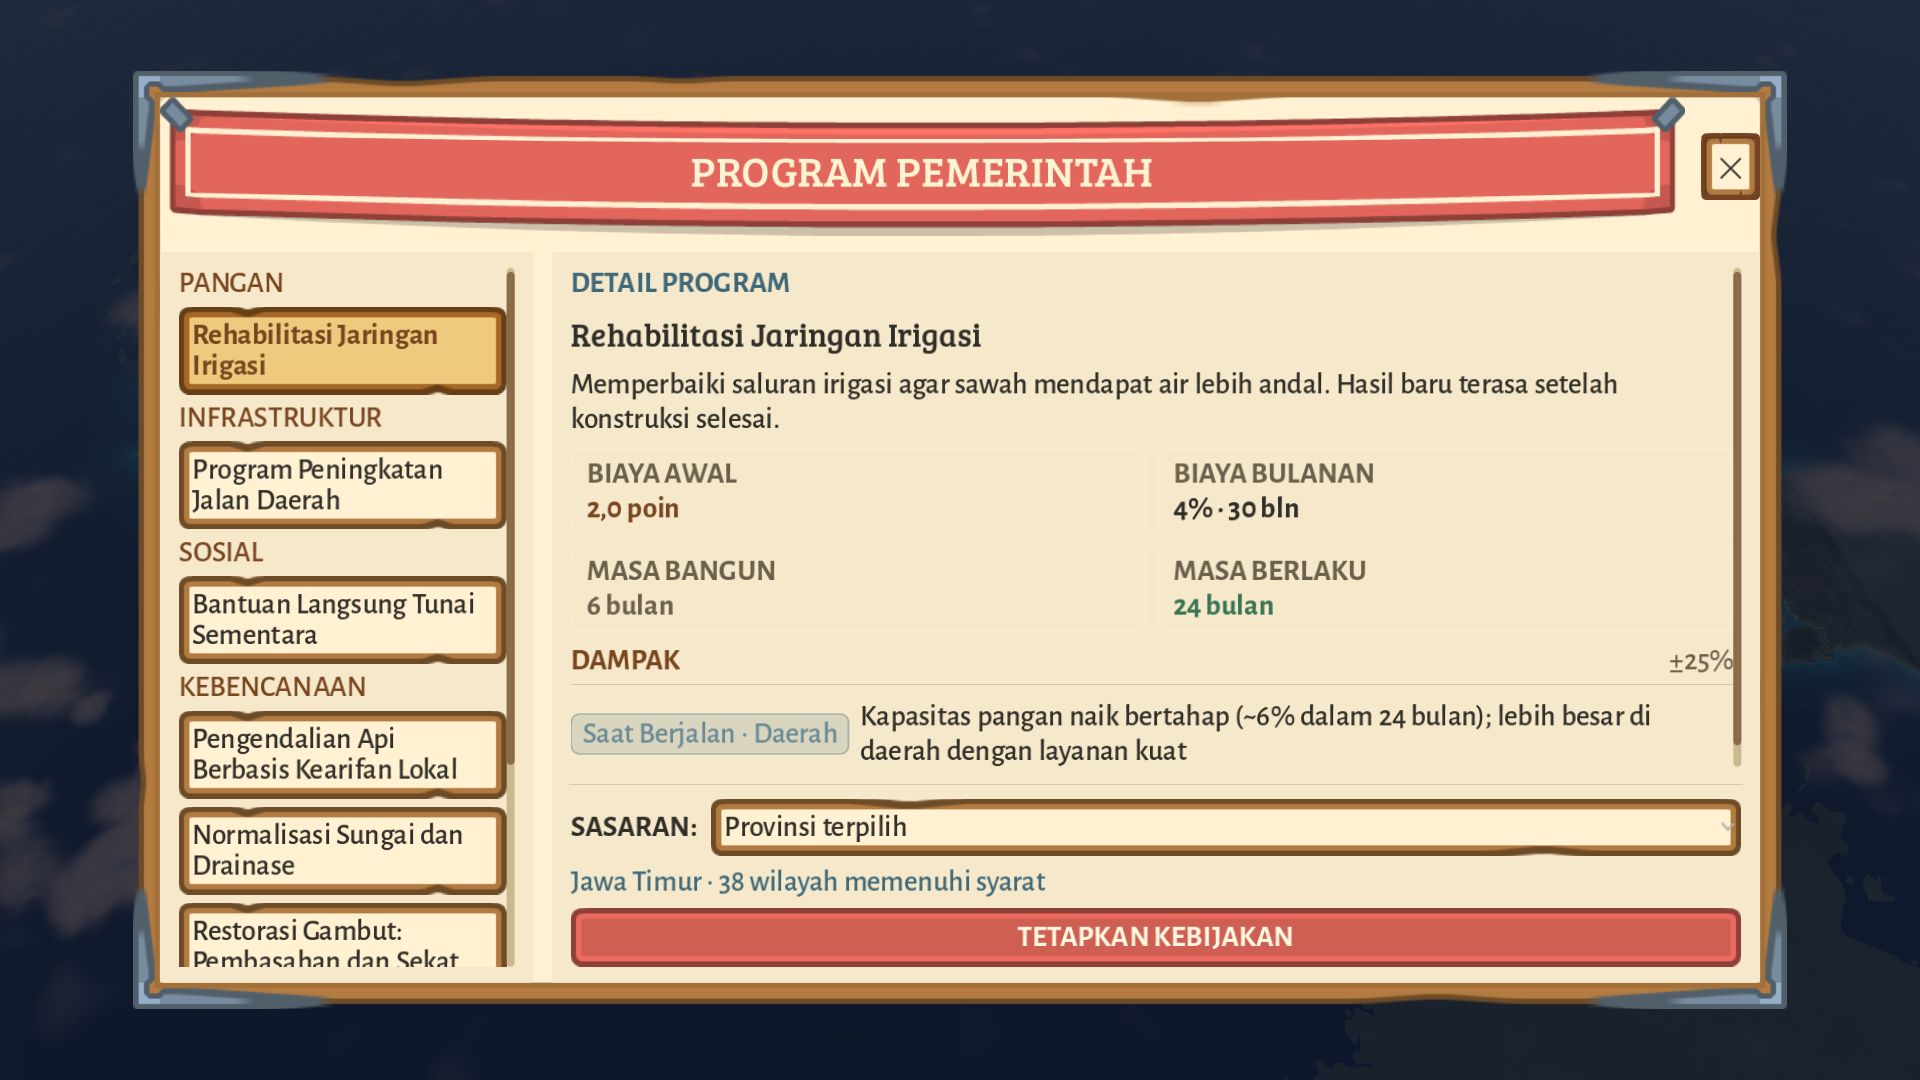 PROGRAM PEMERINTAH
PANGAN
Rehabilitasi Jaringan
Irigasi
INFRASTRUKTUR
Program Peningkatan
Jalan Daerah
SOSIAL
Bantuan Langsung Tunai
Sementara
KEBENCANAAN
Pengendalian Api
Berbasis Kearifan Lokal
Normalisasi Sungai dan
Drainase
Restorasi Gambut:
Pembasahan dan Sekat
DETAIL PROGRAM
Rehabilitasi Jaringan Irigasi
Memperbaiki saluran irigasi agar sawah mendapat air lebih andal. Hasil baru terasa setelah
konstruksi selesai.
BIAYA AWAL
2,0 poin
BIAYA BULANAN
4% · 30 bln
MASA BANGUN
6 bulan
MASA BERLAKU
24 bulan
DAMPAK
±25%
Saat Berjalan · Daerah
Kapasitas pangan naik bertahap (~6% dalam 24 bulan); lebih besar di
daerah dengan layanan kuat
SASARAN:
Provinsi terpilih
Jawa Timur · 38 wilayah memenuhi syarat
TETAPKAN KEBIJAKAN